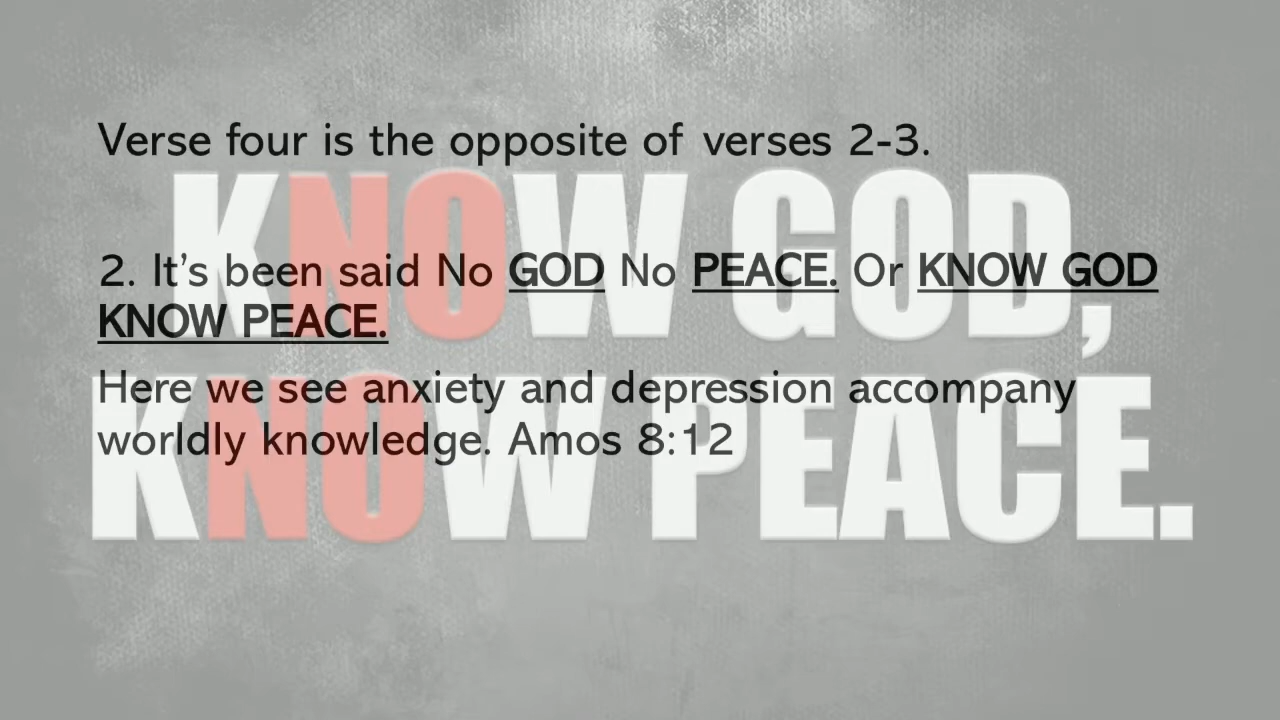 Verse four is the opposite of verses 2-3.
KNOW GOD,
2. It’s been said No GOD No PEACE. Or KNOW GOD
KNOW PEACE.
Here we see anxiety and depression accompany
worldly knowledge. Amos 8:12
KNOW PEACE.